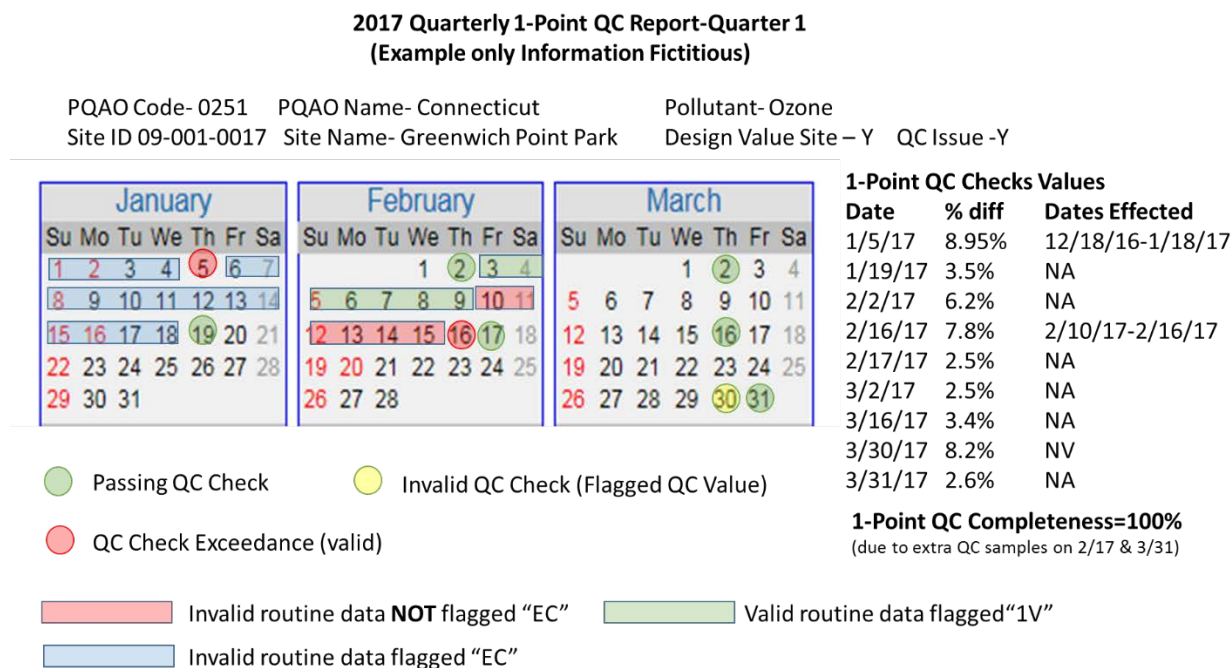 2017 Quarterly 1-Point QC Report-Quarter 1
(Example only Information Fictitious)
PQAO Code- 0251 PQAO Name- Connecticut Pollutant- Ozone
Site ID 09-001-0017 Site Name- Greenwich Point Park Design Value Site – Y QC Issue -Y
January
Su Mo Tu We Th Fr Sa
1 2 3 4 5 6 7
8 9 10 11 12 13 14
15 16 17 18 19 20 21
22 23 24 25 26 27 28
29 30 31
February
Su Mo Tu We Th Fr Sa
1 2 3 4
5 6 7 8 9 10 11
12 13 14 15 16 17 18
19 20 21 22 23 24 25
26 27 28
March
Su Mo Tu We Th Fr Sa
1 2 3 4
5 6 7 8 9 10 11
12 13 14 15 16 17 18
19 20 21 22 23 24 25
26 27 28 29 30 31
1-Point QC Checks Values
Date % diff Dates Effected
1/5/17 8.95% 12/18/16-1/18/17
1/19/17 3.5% NA
2/2/17 6.2% NA
2/16/17 7.8% 2/10/17-2/16/17
2/17/17 2.5% NA
3/2/17 2.5% NA
3/16/17 3.4% NA
3/30/17 8.2% NV
3/31/17 2.6% NA
1-Point QC Completeness=100%
(due to extra QC samples on 2/17 & 3/31)
Passing QC Check
Invalid QC Check (Flagged QC Value)
QC Check Exceedance (valid)
Invalid routine data NOT flagged “EC”
Valid routine data flagged“1V”
Invalid routine data flagged “EC”